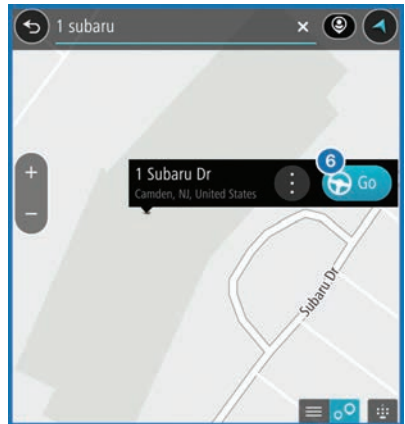 1 subaru
1 Subaru Dr
Camden, NJ, United States
6
Go
+
−
Subaru Dr